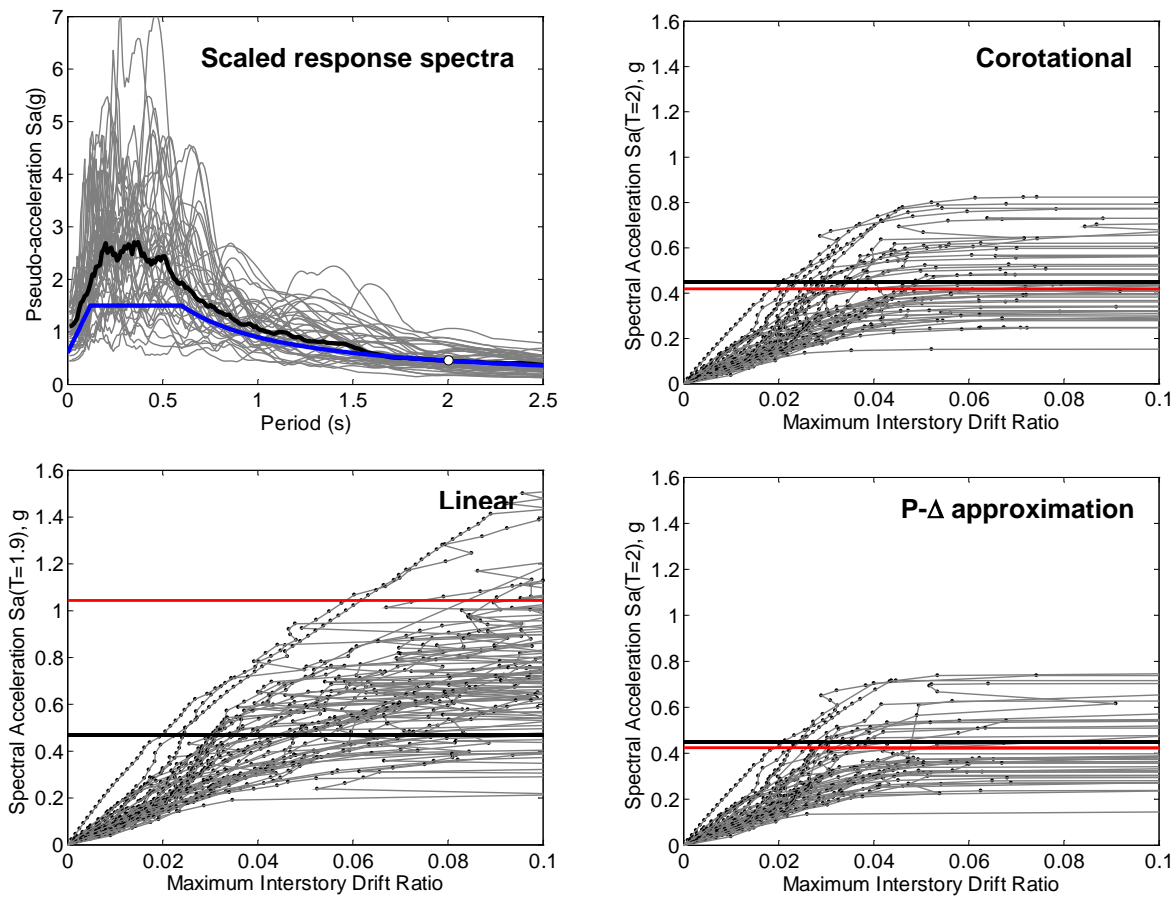 Scaled response spectra
7
6
5
4
3
2
1
0
Pseudo-acceleration Sa(g)
0 0.5 1 1.5 2 2.5
Period (s)
Corotational
1.6
1.4
1.2
1
0.8
0.6
0.4
0.2
0
Spectral Acceleration Sa(T=2), g
0 0.02 0.04 0.06 0.08 0.1
Maximum Interstory Drift Ratio
Linear
1.6
1.4
1.2
1
0.8
0.6
0.4
0.2
0
Spectral Acceleration Sa(T=1.9), g
0 0.02 0.04 0.06 0.08 0.1
Maximum Interstory Drift Ratio
P-Δ approximation
1.6
1.4
1.2
1
0.8
0.6
0.4
0.2
0
Spectral Acceleration Sa(T=2), g
0 0.02 0.04 0.06 0.08 0.1
Maximum Interstory Drift Ratio